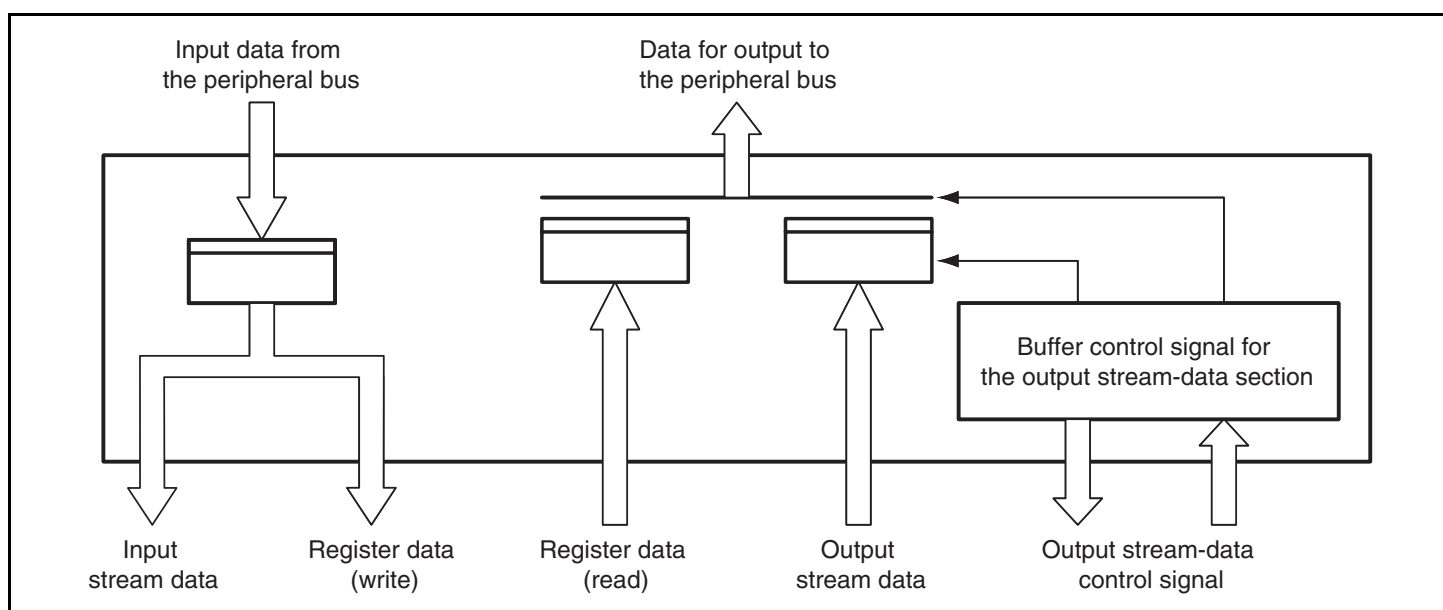 Input data from
the peripheral bus
Data for output to
the peripheral bus
Buffer control signal for
the output stream-data section
Input
stream data
Register data
(write)
Register data
(read)
Output
stream data
Output stream-data
control signal